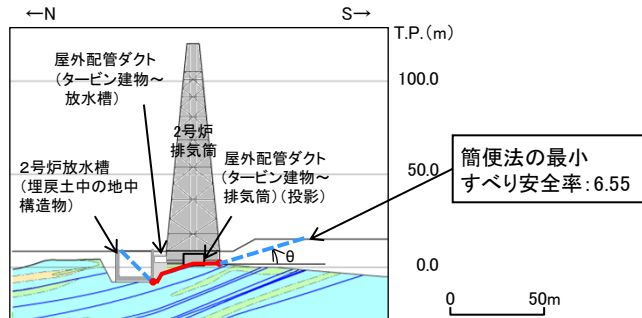 ←N
S→
T.P.(m)
屋外配管ダクト
(タービン建物～
放水槽)
100.0
2号炉
排気筒
屋外配管ダクト
(タービン建物～
排気筒)(投影)
2号炉放水槽
(埋戻土中の地中
構造物)
50.0
簡便法の最小
すべり安全率:6.55
θ
0.0
0
50m